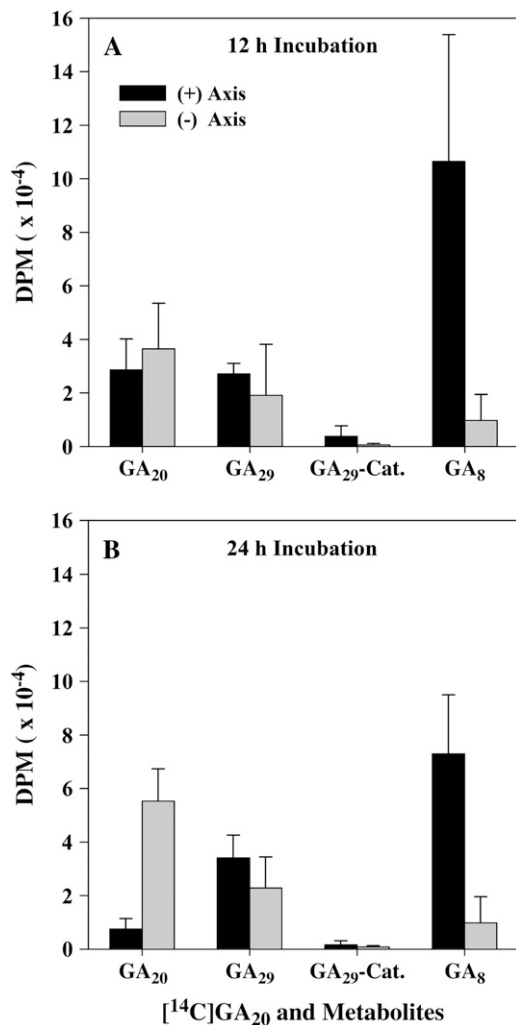 A
12 h Incubation
(+) Axis
(-) Axis
DPM ( x 10⁻⁴)
16
14
12
10
8
6
4
2
0
GA₂₀ GA₂₉ GA₂₉-Cat. GA₈
B
24 h Incubation
DPM ( x 10⁻⁴)
16
14
12
10
8
6
4
2
0
GA₂₀ GA₂₉ GA₂₉-Cat. GA₈
[¹⁴C]GA₂₀ and Metabolites